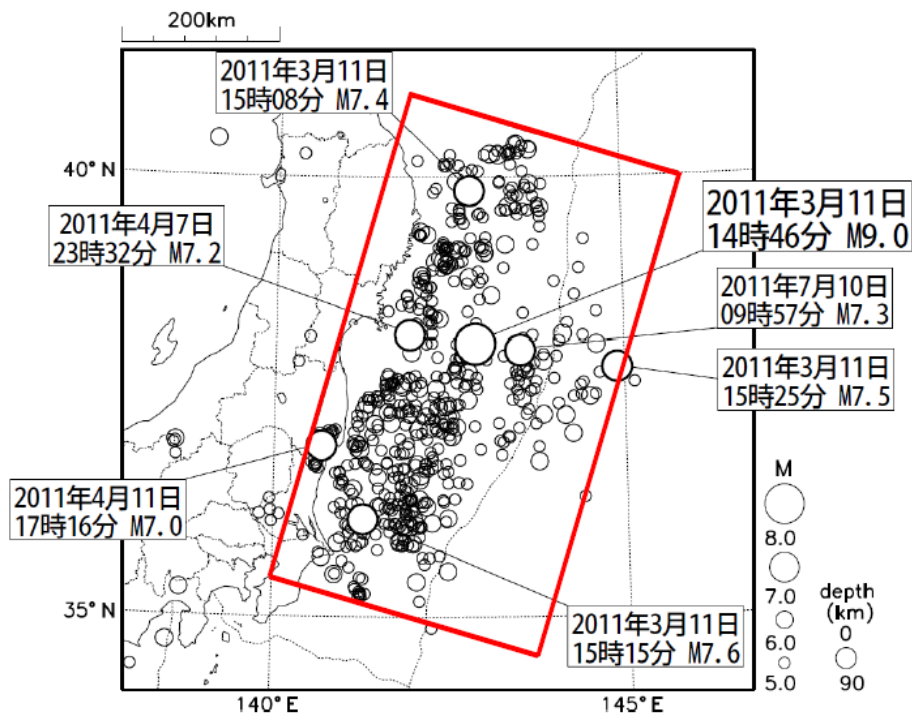 200km
2011年3月11日
15時08分 M7.4
40°N
2011年4月7日
23時32分 M7.2
2011年3月11日
14時46分 M9.0
2011年7月10日
09時57分 M7.3
2011年3月11日
15時25分 M7.5
2011年4月11日
17時16分 M7.0
2011年3月11日
15時15分 M7.6
35°N
140°E
145°E
M
8.0
7.0
6.0
5.0
depth
(km)
0
90